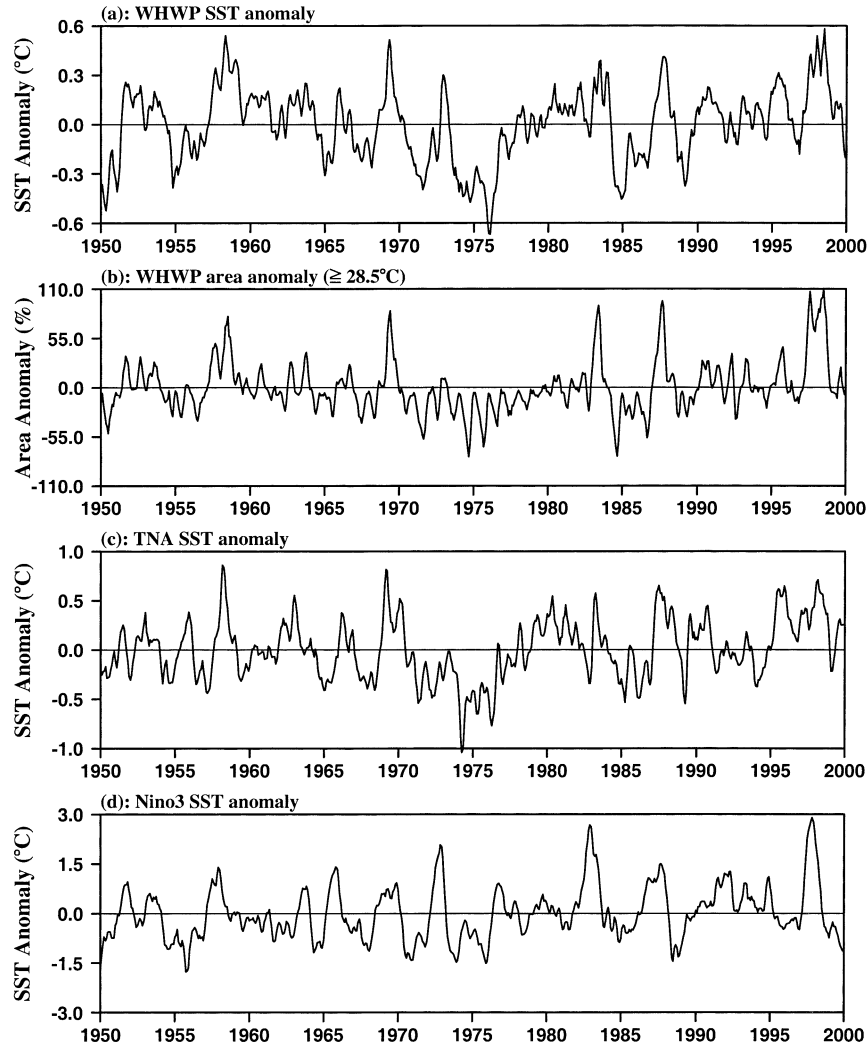 (a): WHWP SST anomaly
SST Anomaly (°C)
0.6
0.3
0.0
-0.3
-0.6
1950 1955 1960 1965 1970 1975 1980 1985 1990 1995 2000
(b): WHWP area anomaly (≧ 28.5°C)
Area Anomaly (%)
110.0
55.0
0.0
-55.0
-110.0
1950 1955 1960 1965 1970 1975 1980 1985 1990 1995 2000
(c): TNA SST anomaly
SST Anomaly (°C)
1.0
0.5
0.0
-0.5
-1.0
1950 1955 1960 1965 1970 1975 1980 1985 1990 1995 2000
(d): Nino3 SST anomaly
SST Anomaly (°C)
3.0
1.5
0.0
-1.5
-3.0
1950 1955 1960 1965 1970 1975 1980 1985 1990 1995 2000